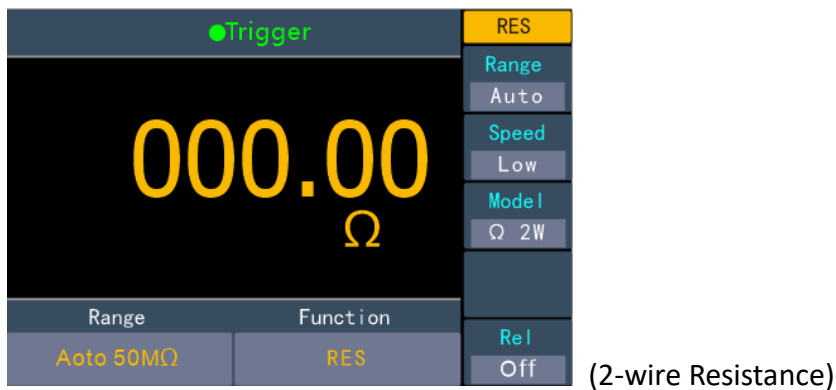 ●Trigger
000.00
Ω
Range
Function
Aoto 50MΩ
RES
RES
Range
Auto
Speed
Low
Model
Ω 2W
Rel
Off
(2-wire Resistance)